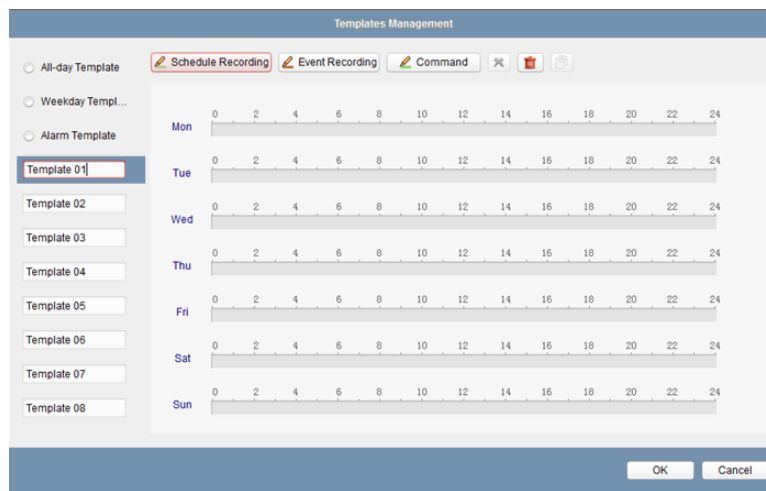 Templates Management
All-day Template
Weekday Templ...
Alarm Template
Template 01
Template 02
Template 03
Template 04
Template 05
Template 06
Template 07
Template 08
Schedule Recording Event Recording Command
0 2 4 6 8 10 12 14 16 18 20 22 24
Mon
0 2 4 6 8 10 12 14 16 18 20 22 24
Tue
0 2 4 6 8 10 12 14 16 18 20 22 24
Wed
0 2 4 6 8 10 12 14 16 18 20 22 24
Thu
0 2 4 6 8 10 12 14 16 18 20 22 24
Fri
0 2 4 6 8 10 12 14 16 18 20 22 24
Sat
0 2 4 6 8 10 12 14 16 18 20 22 24
Sun
OK Cancel